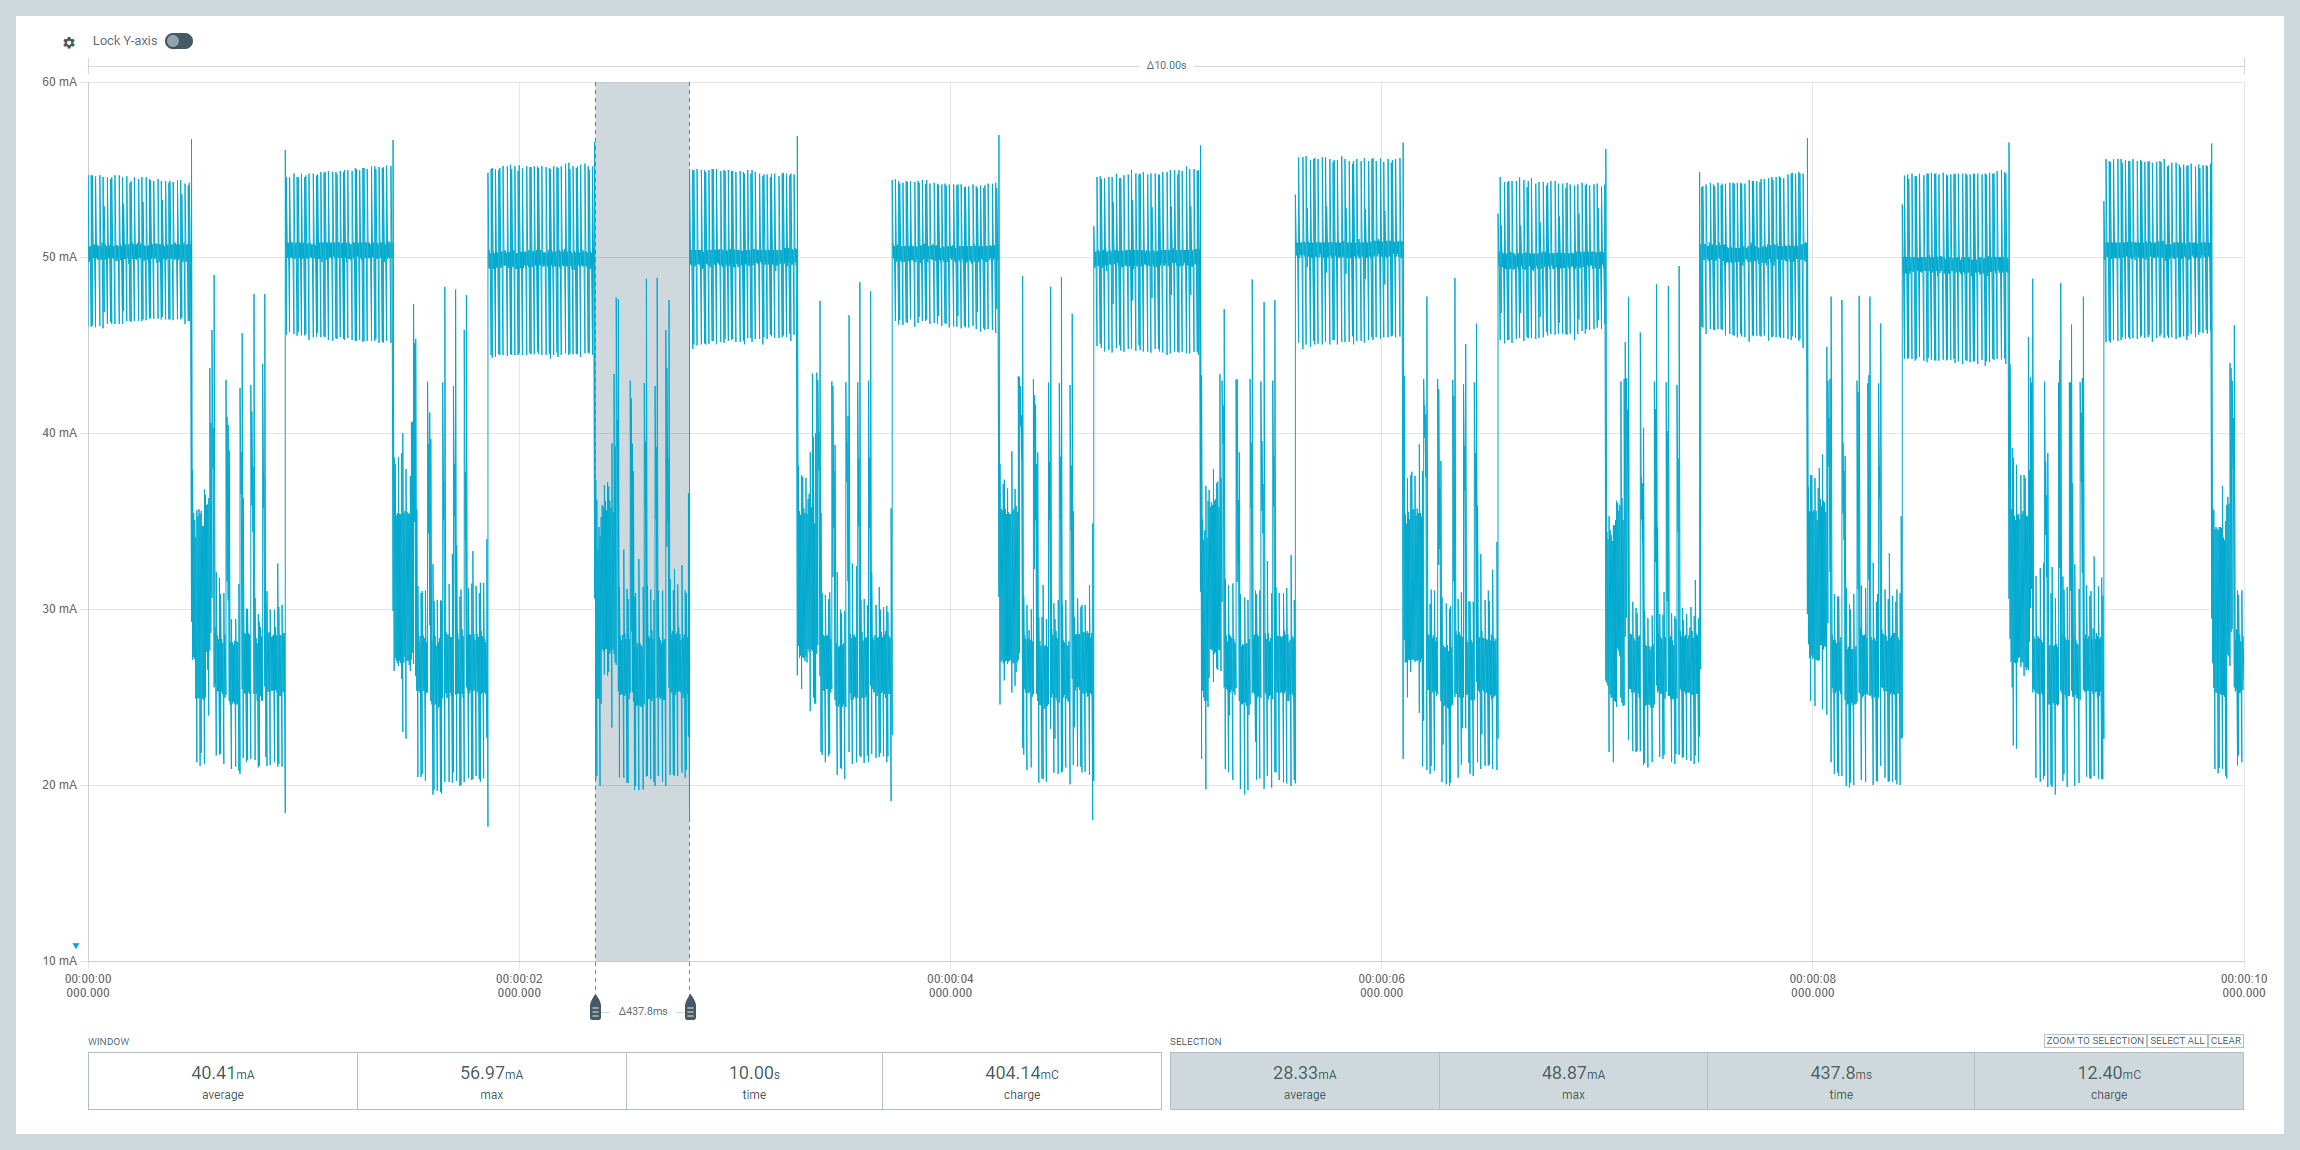 Lock Y-axis
Δ10.00s
60 mA
50 mA
40 mA
30 mA
20 mA
10 mA
00:00:00 00:00:02 00:00:04 00:00:06 00:00:08 00:00:10
000.000 000.000 000.000 000.000 000.000 000.000
Δ437.8ms
WINDOW SELECTION ZOOM TO SELECTION SELECT ALL CLEAR
40.41mA 56.97mA 10.00s 404.14mC 28.33mA 48.87mA 437.8ms 12.40mC
average max time charge average max time charge